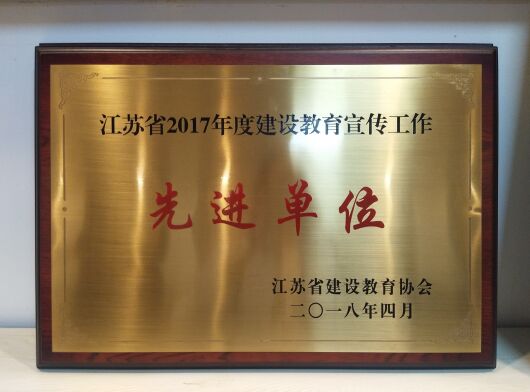 江苏省2017年度建设教育宣传工作
先进单位
江苏省建设教育协会
二〇一八年四月